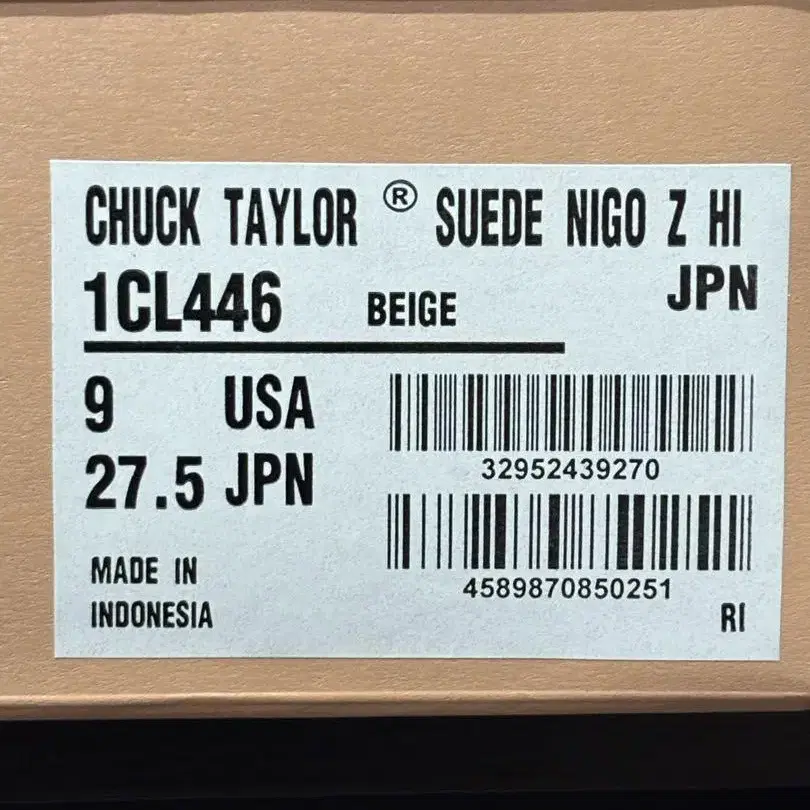 CHUCK TAYLOR ® SUEDE NIGO Z HI
1CL446 BEIGE JPN
9 USA
27.5 JPN
32952439270
4589870850251
MADE IN
INDONESIA
RI